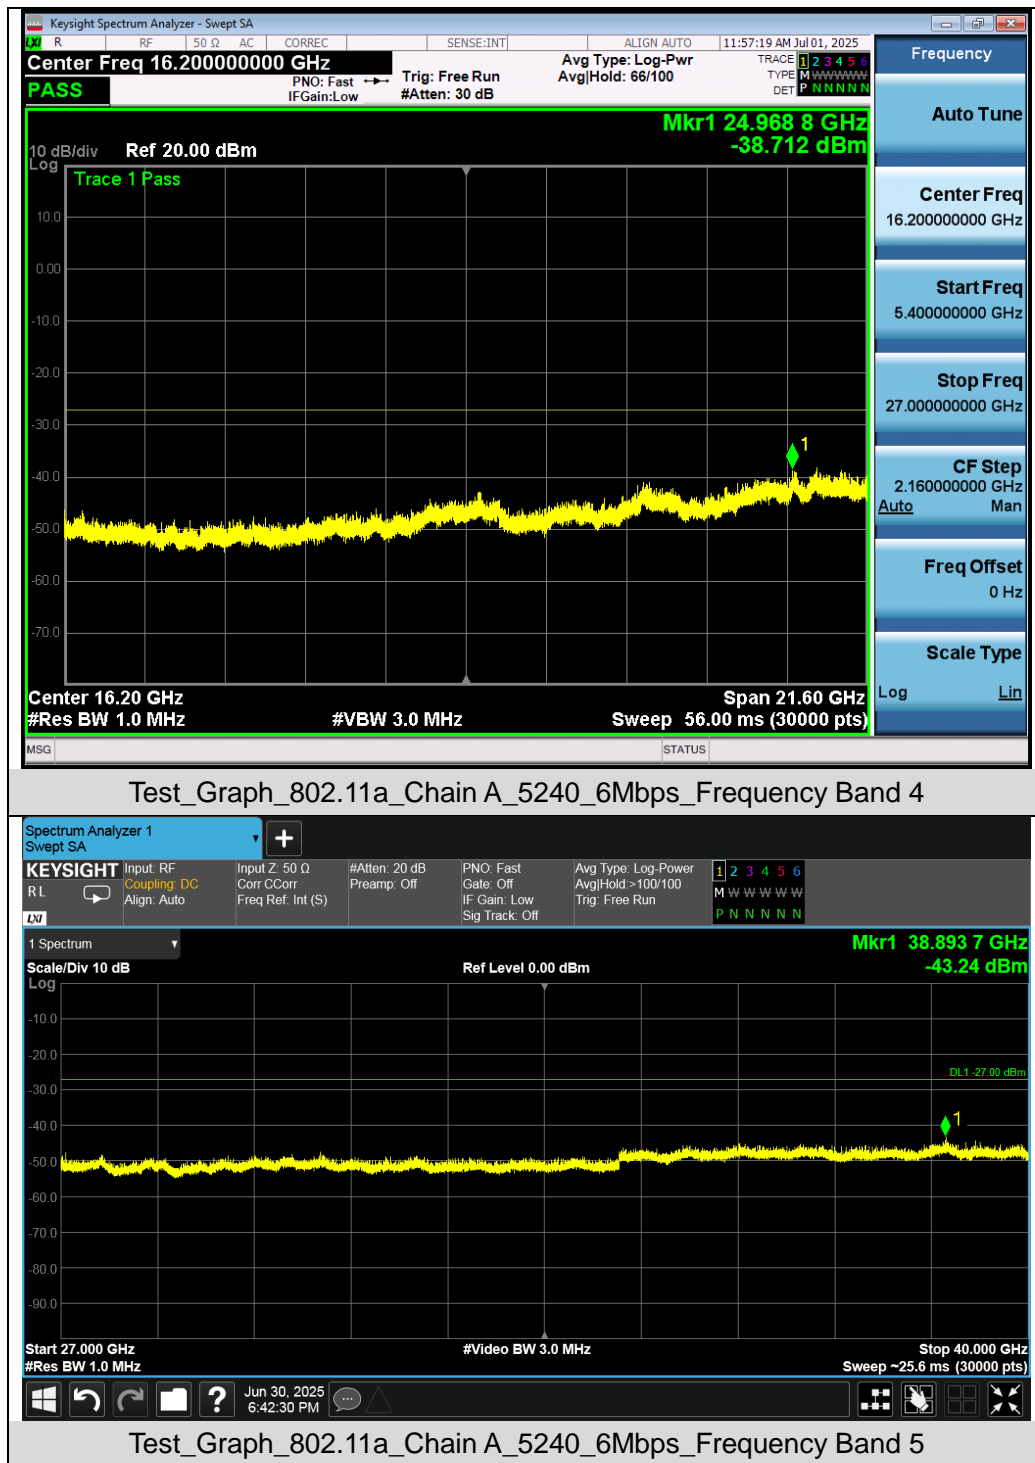 Keysight Spectrum Analyzer - Swept SA
LXI R RF 50 Ω AC CORREC SENSE:INT ALIGN AUTO 11:57:19 AM Jul 01, 2025
Center Freq 16.200000000 GHz
PASS
PNO: Fast
IFGain:Low
Trig: Free Run
#Atten: 30 dB
Avg Type: Log-Pwr
Avg|Hold: 66/100
TRACE 1 2 3 4 5 6
TYPE M W W W W W
DET P N N N N N
Mkr1 24.968 8 GHz
-38.712 dBm
10 dB/div Ref 20.00 dBm
Log
Trace 1 Pass
10.0
0.00
-10.0
-20.0
-30.0
-40.0
-50.0
-60.0
-70.0
1
Center 16.20 GHz Span 21.60 GHz
#Res BW 1.0 MHz #VBW 3.0 MHz Sweep 56.00 ms (30000 pts)
MSG STATUS
Frequency
Auto Tune
Center Freq
16.200000000 GHz
Start Freq
5.400000000 GHz
Stop Freq
27.000000000 GHz
CF Step
2.160000000 GHz
Auto Man
Freq Offset
0 Hz
Scale Type
Log Lin
Test_Graph_802.11a_Chain A_5240_6Mbps_Frequency Band 4
Spectrum Analyzer 1
Swept SA
+
KEYSIGHT
R L
LXI
Input: RF
Coupling: DC
Align: Auto
Input Z: 50 Ω
Corr CCorr
Freq Ref: Int (S)
#Atten: 20 dB
Preamp: Off
PNO: Fast
Gate: Off
IF Gain: Low
Sig Track: Off
Avg Type: Log-Power
Avg|Hold:>100/100
Trig: Free Run
1 2 3 4 5 6
M W W W W W
P N N N N N
1 Spectrum
Mkr1 38.893 7 GHz
-43.24 dBm
Scale/Div 10 dB Ref Level 0.00 dBm
Log
-10.0
-20.0
-30.0
-40.0
-50.0
-60.0
-70.0
-80.0
-90.0
DL1 -27.00 dBm
1
Start 27.000 GHz #Video BW 3.0 MHz Stop 40.000 GHz
#Res BW 1.0 MHz Sweep ~25.6 ms (30000 pts)
? Jun 30, 2025
6:42:30 PM
Test_Graph_802.11a_Chain A_5240_6Mbps_Frequency Band 5